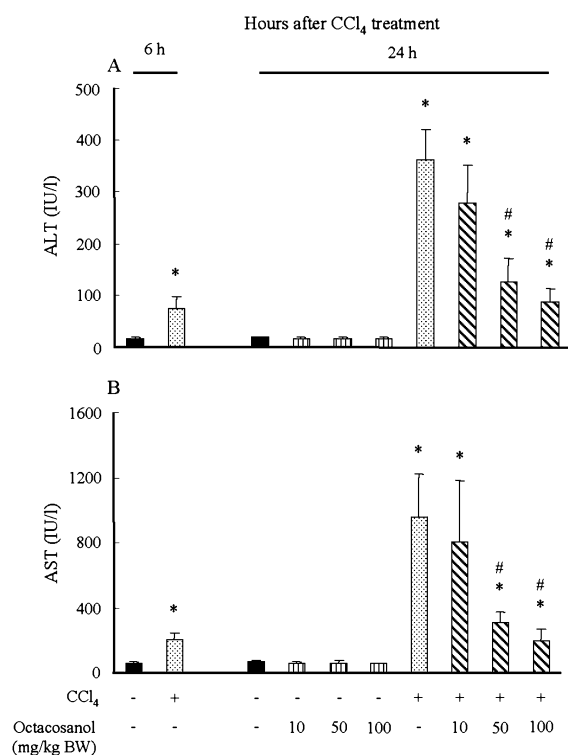 Hours after CCl4 treatment
6 h 24 h
A
500
400
300
200
100
0
ALT (IU/l)
* * * # * # *
B
1600
1200
800
400
0
AST (IU/l)
* * * # * # *
CCl4 - + - - - - + + + +
Octacosanol - - - 10 50 100 - 10 50 100
(mg/kg BW)